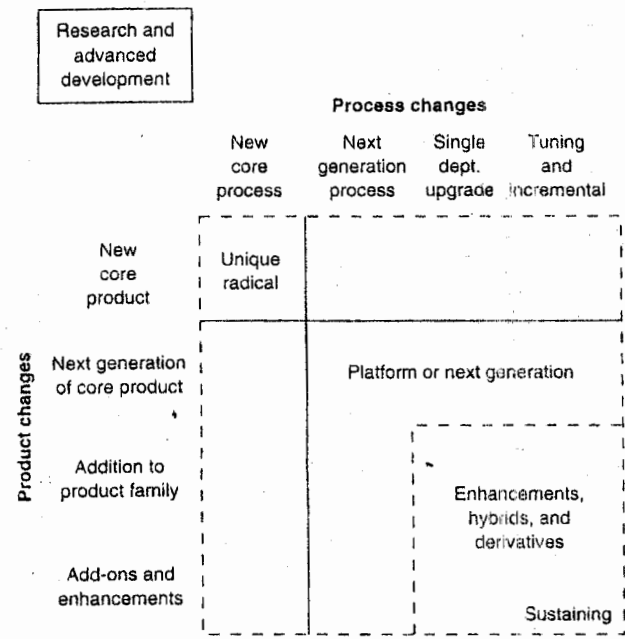 Research and
advanced
development
Process changes
New
core
process
Next
generation
process
Single
dept.
upgrade
Tuning
and
incremental
New
core
product
Unique
radical
Product changes
Next generation
of core product
Platform or next generation
Addition to
product family
Enhancements,
hybrids, and
derivatives
Add-ons and
enhancements
Sustaining